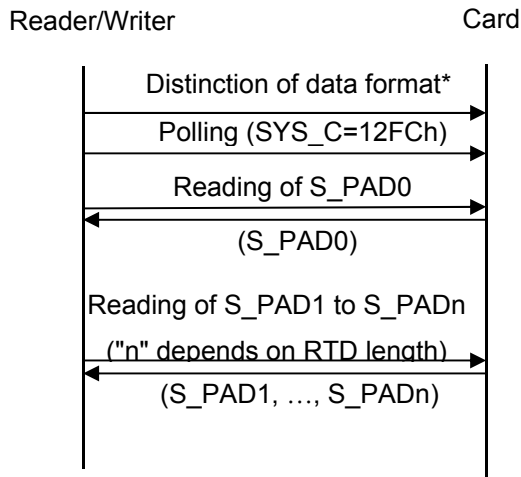 Reader/Writer Card
Distinction of data format*
Polling (SYS_C=12FCh)
Reading of S_PAD0
(S_PAD0)
Reading of S_PAD1 to S_PADn
("n" depends on RTD length)
(S_PAD1, …, S_PADn)